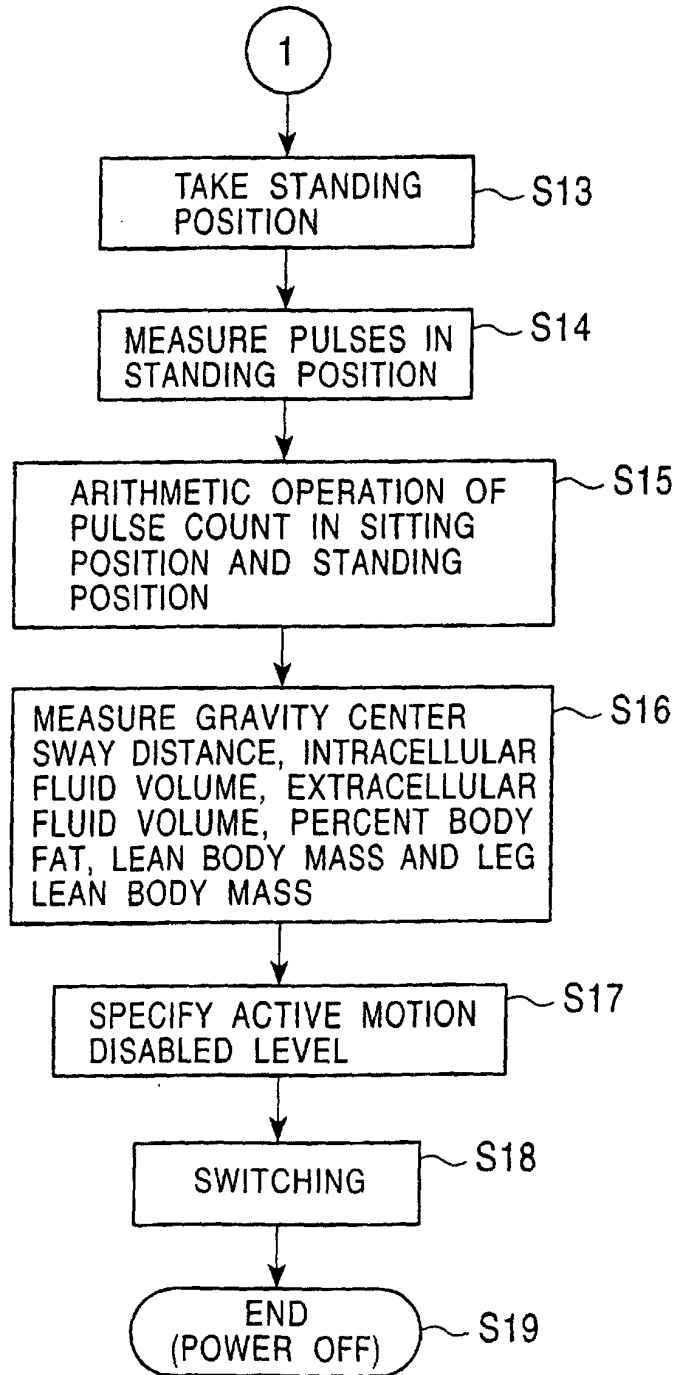 1
TAKE STANDING
POSITION
S13
MEASURE PULSES IN
STANDING POSITION
S14
ARITHMETIC OPERATION OF
PULSE COUNT IN SITTING
POSITION AND STANDING
POSITION
S15
MEASURE GRAVITY CENTER
SWAY DISTANCE, INTRACELLULAR
FLUID VOLUME, EXTRACELLULAR
FLUID VOLUME, PERCENT BODY
FAT, LEAN BODY MASS AND LEG
LEAN BODY MASS
S16
SPECIFY ACTIVE MOTION
DISABLED LEVEL
S17
SWITCHING
S18
END
(POWER OFF)
S19